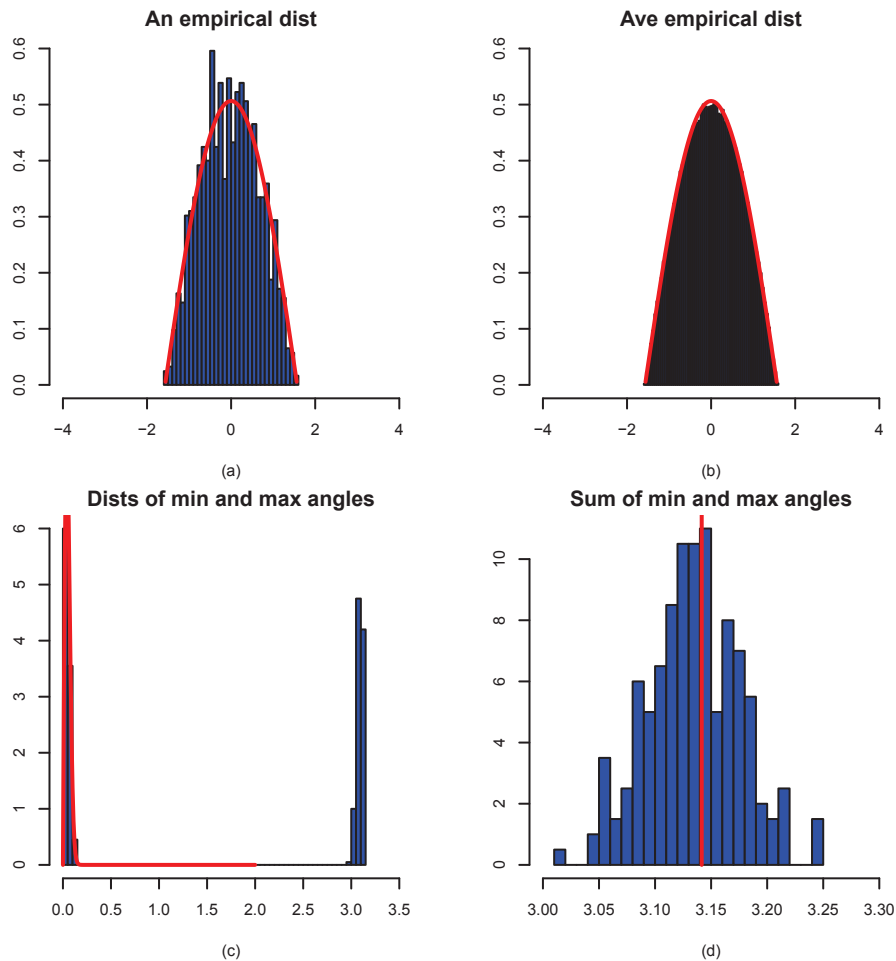 An empirical dist
0.0 0.1 0.2 0.3 0.4 0.5 0.6
−4 −2 0 2 4
(a)
Ave empirical dist
0.0 0.1 0.2 0.3 0.4 0.5 0.6
−4 −2 0 2 4
(b)
Dists of min and max angles
0 1 2 3 4 5 6
0.0 0.5 1.0 1.5 2.0 2.5 3.0 3.5
(c)
Sum of min and max angles
0 2 4 6 8 10
3.00 3.05 3.10 3.15 3.20 3.25 3.30
(d)